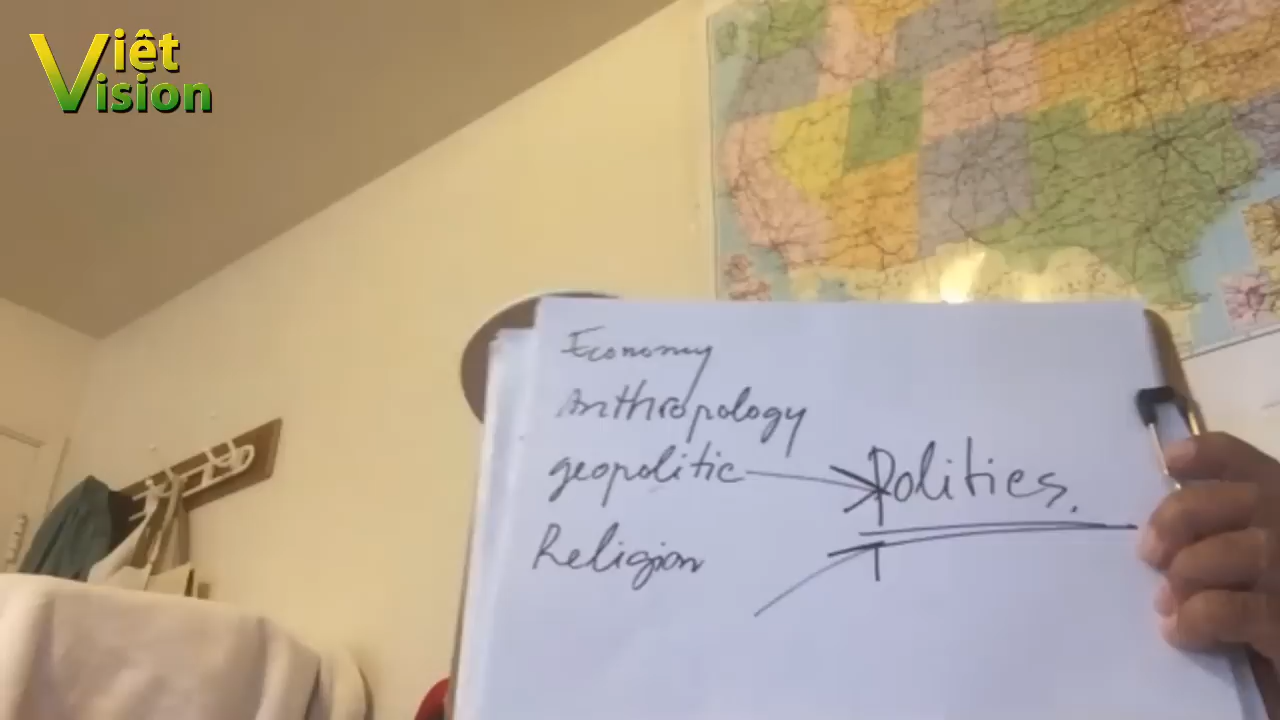 Việt
Vision
Economy
Anthropology
geopolitic
Politics.
Religion